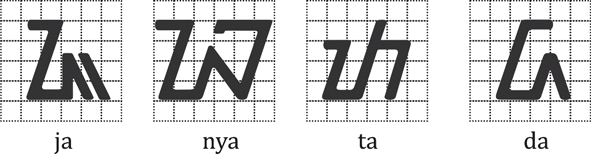 ᮏ ᮑ ᮒ ᮓ
ja nya ta da